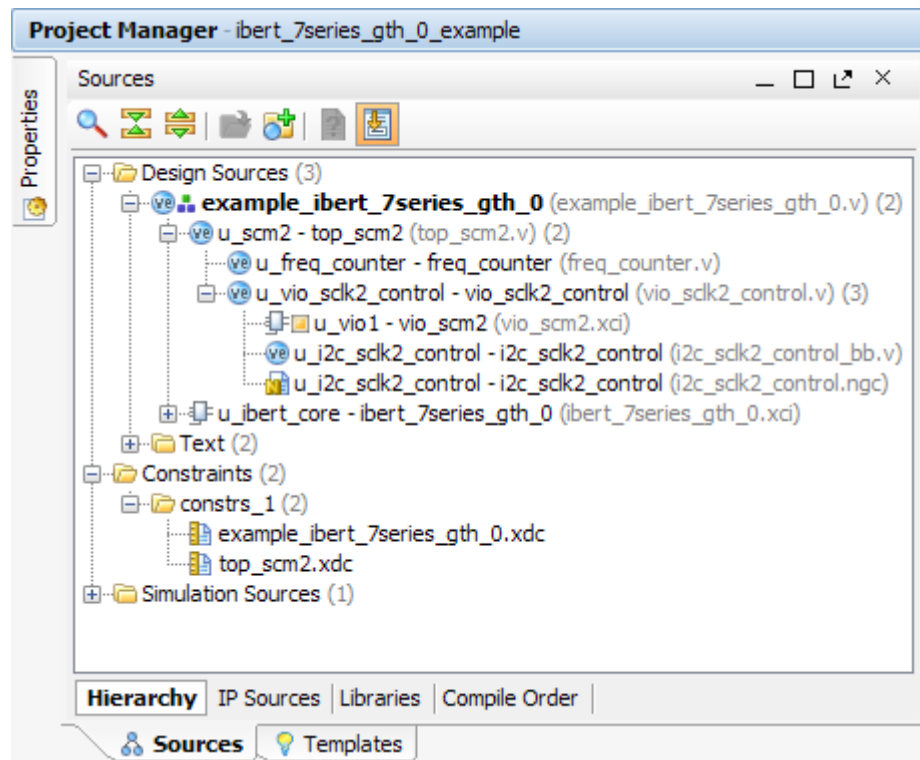 Project Manager - ibert_7series_gth_0_example
Properties
Sources
Design Sources (3)
example_ibert_7series_gth_0 (example_ibert_7series_gth_0.v) (2)
u_scm2 - top_scm2 (top_scm2.v) (2)
u_freq_counter - freq_counter (freq_counter.v)
u_vio_sclk2_control - vio_sclk2_control (vio_sclk2_control.v) (3)
u_vio1 - vio_scm2 (vio_scm2.xci)
u_i2c_sclk2_control - i2c_sclk2_control (i2c_sclk2_control_bb.v)
u_i2c_sclk2_control - i2c_sclk2_control (i2c_sclk2_control.ngc)
u_ibert_core - ibert_7series_gth_0 (ibert_7series_gth_0.xci)
Text (2)
Constraints (2)
constrs_1 (2)
example_ibert_7series_gth_0.xdc
top_scm2.xdc
Simulation Sources (1)
Hierarchy IP Sources Libraries Compile Order
Sources Templates